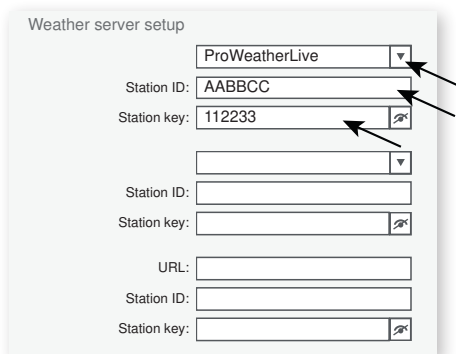 Weather server setup
ProWeatherLive
Station ID: AABBCC
Station key: 112233
Station ID:
Station key:
URL:
Station ID:
Station key: